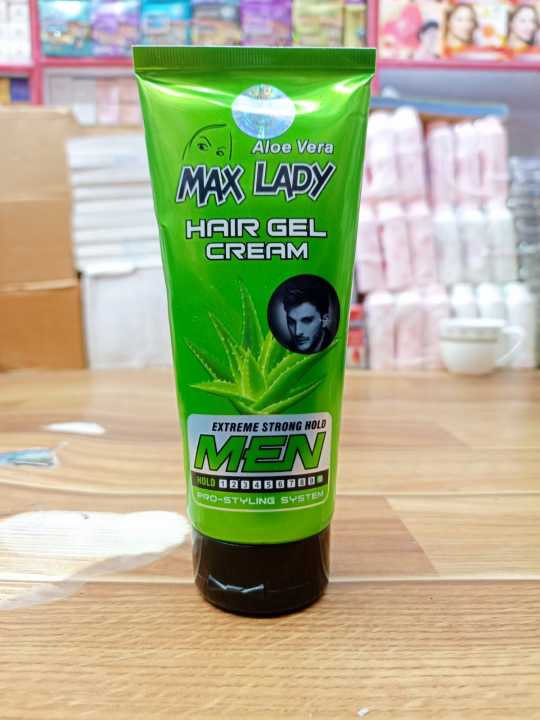 Aloe Vera
MAX LADY
HAIR GEL
CREAM
EXTREME STRONG HOLD
MEN
HOLD 1 2 3 4 5 6 7 8 9
PRO-STYLING SYSTEM